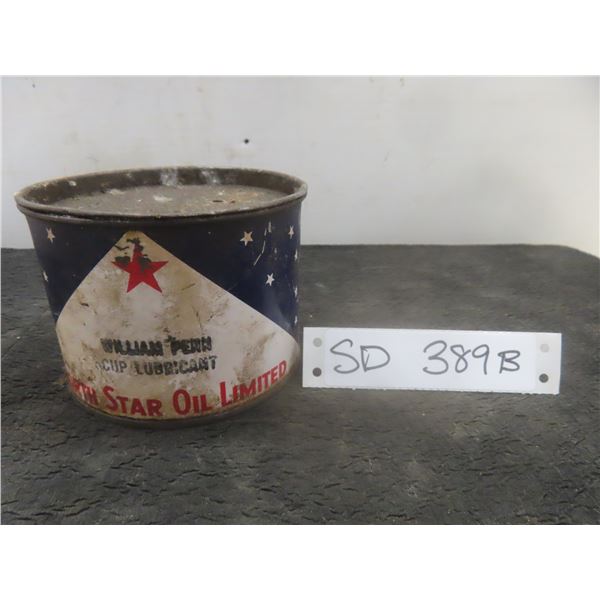 WILLIAM PENN
CUP LUBRICANT
STAR OIL LIMITED
SD 389B